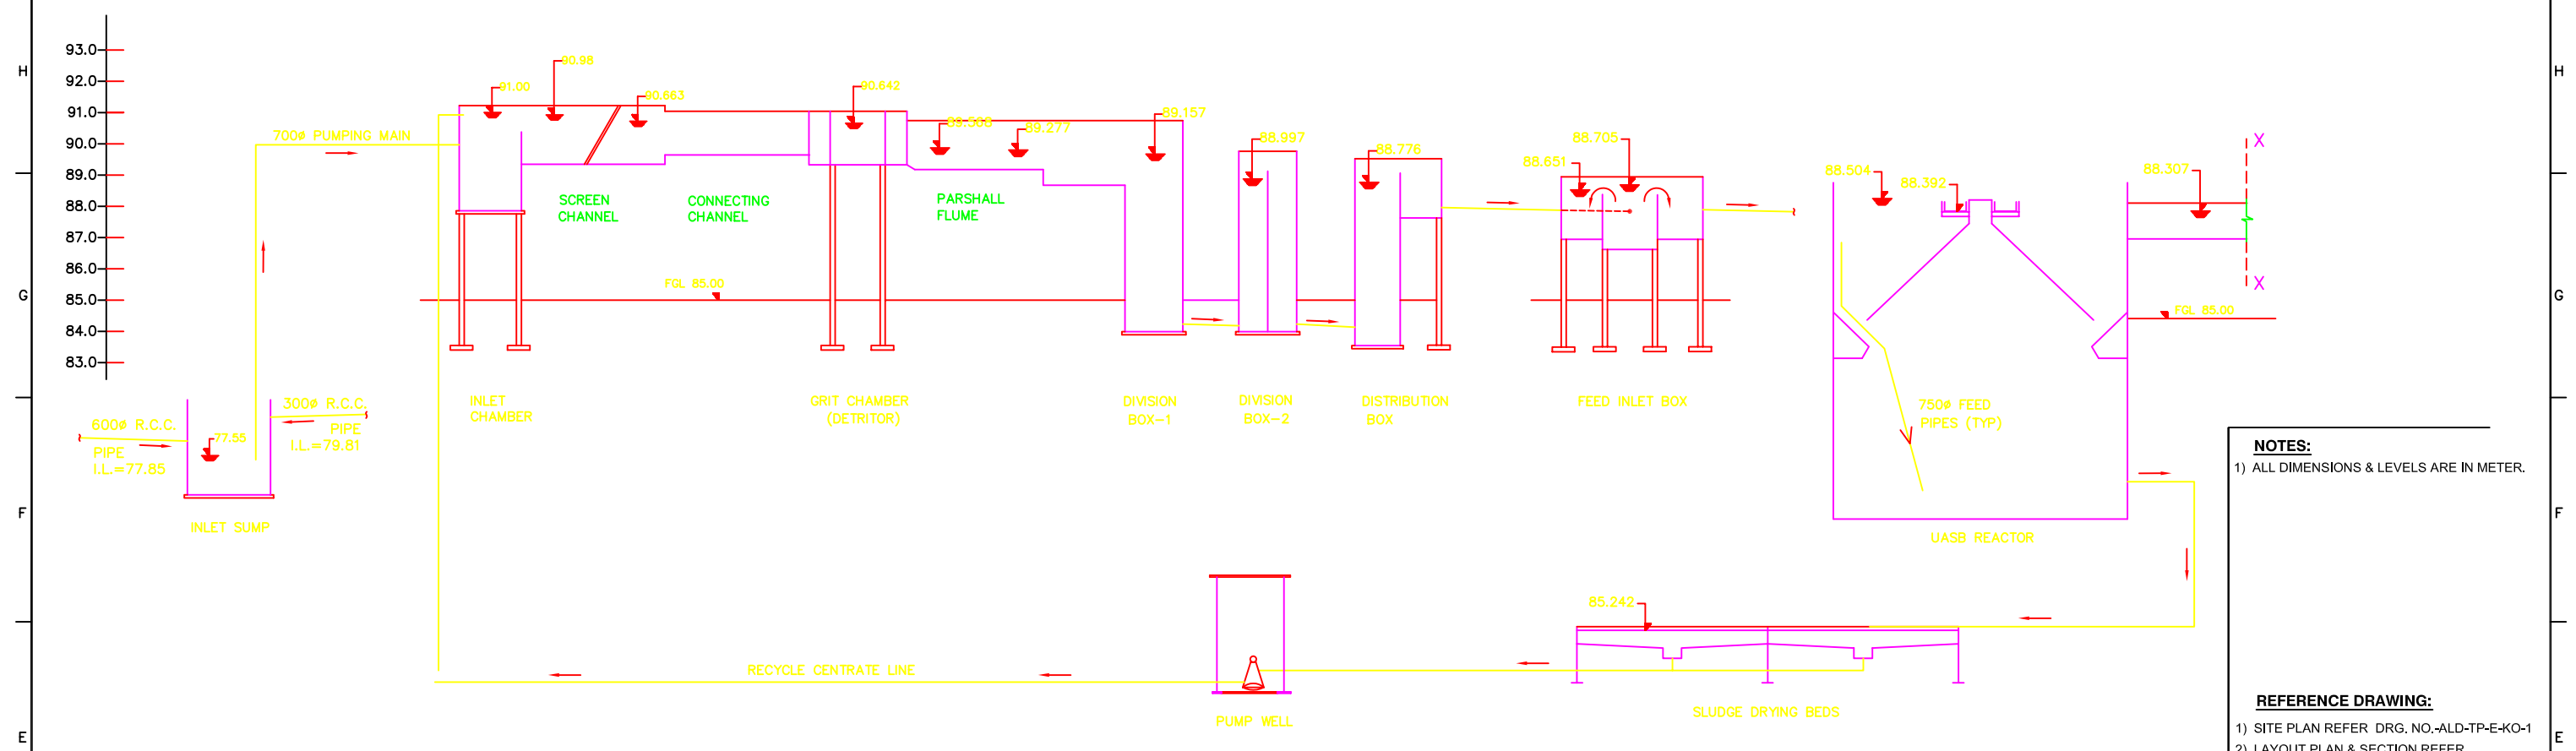 H
H
G
G
F
F
E
E
93.0
92.0
91.0
90.0
89.0
88.0
87.0
86.0
85.0
84.0
83.0
600ø R.C.C.
PIPE
I.L.=77.85
77.55
300ø R.C.C.
PIPE
I.L.=79.81
INLET SUMP
700ø PUMPING MAIN
91.00
90.98
90.663
90.642
89.277
89.157
88.997
88.776
88.651
88.705
88.504
88.392
88.307
X
X
SCREEN
CHANNEL
CONNECTING
CHANNEL
PARSHALL
FLUME
FGL 85.00
FGL 85.00
INLET
CHAMBER
GRIT CHAMBER
(DETRITOR)
DIVISION
BOX-1
DIVISION
BOX-2
DISTRIBUTION
BOX
FEED INLET BOX
750ø FEED
PIPES (TYP)
UASB REACTOR
85.242
RECYCLE CENTRATE LINE
PUMP WELL
SLUDGE DRYING BEDS
NOTES:
1) ALL DIMENSIONS & LEVELS ARE IN METER.
REFERENCE DRAWING:
1) SITE PLAN REFER DRG. NO.-ALD-TP-E-KO-1
2) LAYOUT PLAN & SECTION REFER